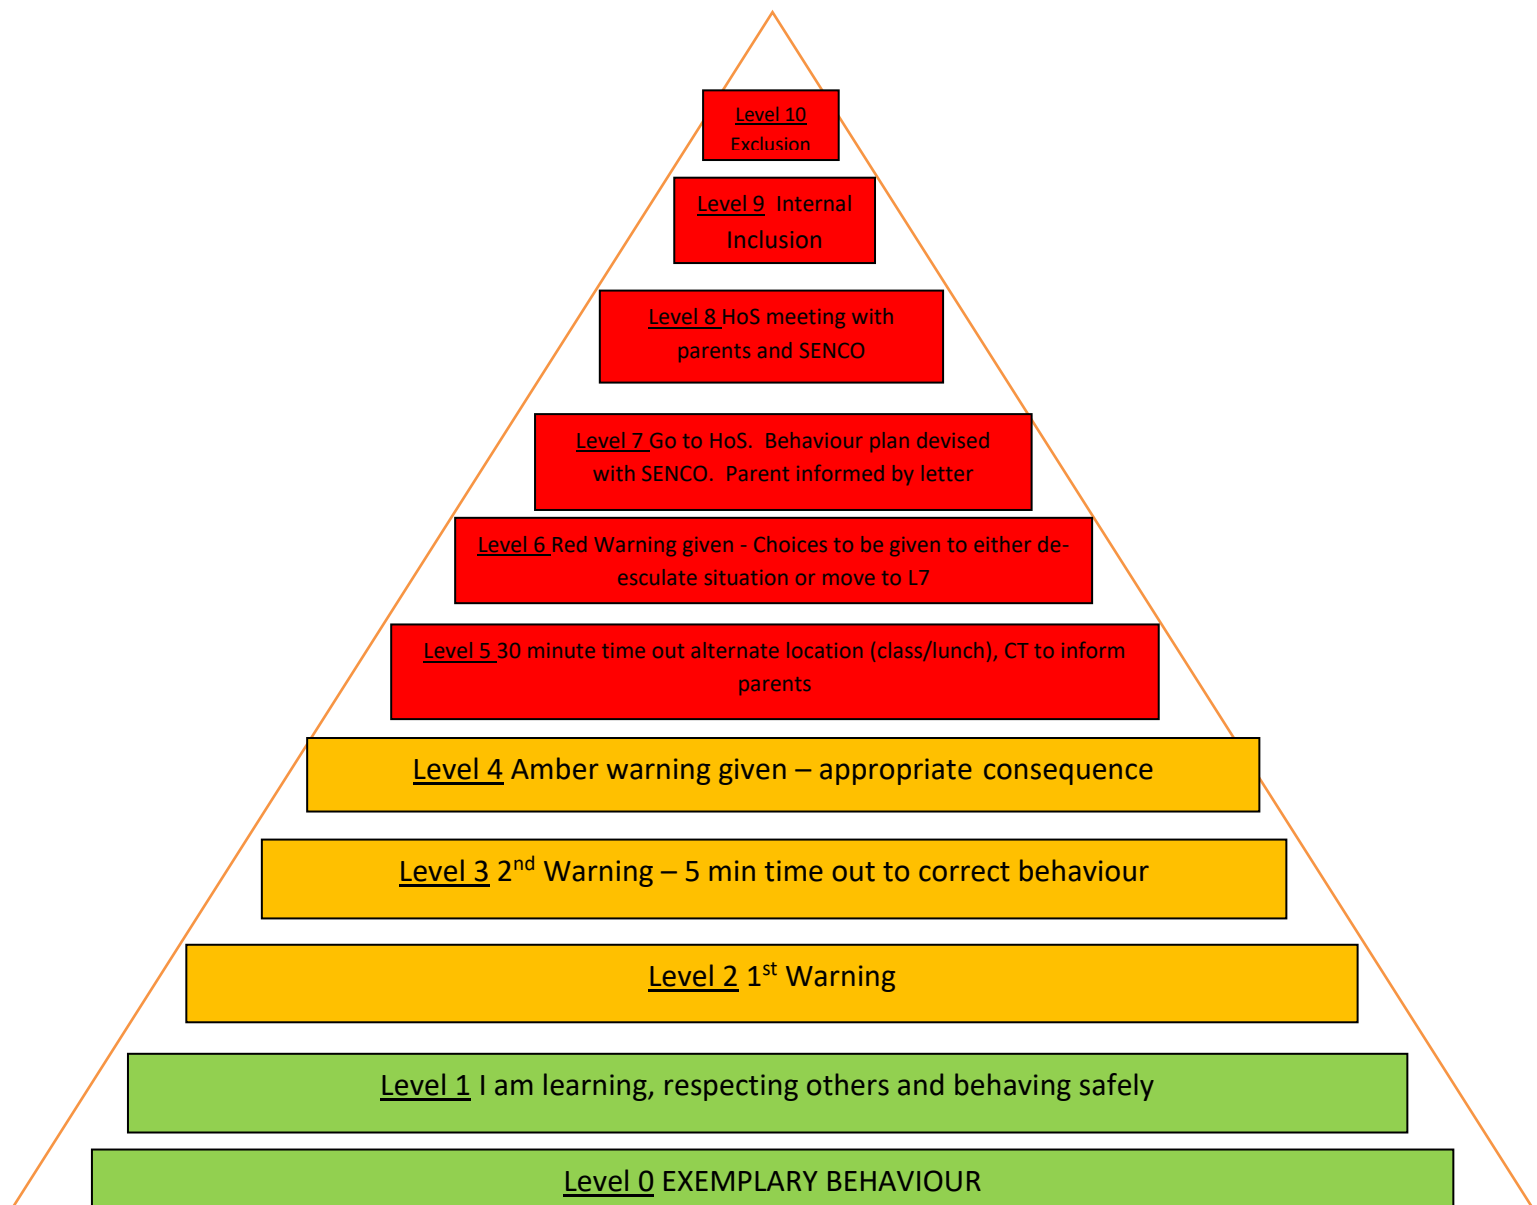 Level 10
Exclusion
Level 9  Internal
Inclusion
Level 8 HoS meeting with
parents and SENCO
Level 7 Go to HoS.  Behaviour plan devised
with SENCO.  Parent informed by letter
Level 6 Red Warning given - Choices to be given to either de-
esculate situation or move to L7
Level 5 30 minute time out alternate location (class/lunch), CT to inform
parents
Level 4 Amber warning given – appropriate consequence
Level 3 2nd Warning – 5 min time out to correct behaviour
Level 2 1st Warning
Level 1 I am learning, respecting others and behaving safely
Level 0 EXEMPLARY BEHAVIOUR